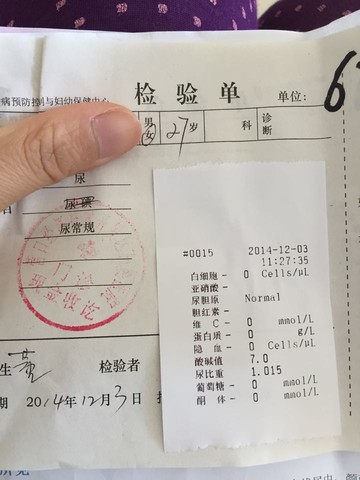 检验单
病预防控制与妇幼保健中心
单位:
男
女
27岁
科
诊断
尿
尿碘
尿常规
#0015 2014-12-03
11:27:35
白细胞- 0 Cells/μL
亚硝酸-
尿胆原 Normal
胆红素-
维 C- 0 mmol/L
蛋白质- 0 g/L
隐 血- 0 Cells/μL
酸碱值 7.0
尿比重 1.015
葡萄糖- 0 mmol/L
酮 体- 0 mmol/L
生
检验者
期 2014年12月3日